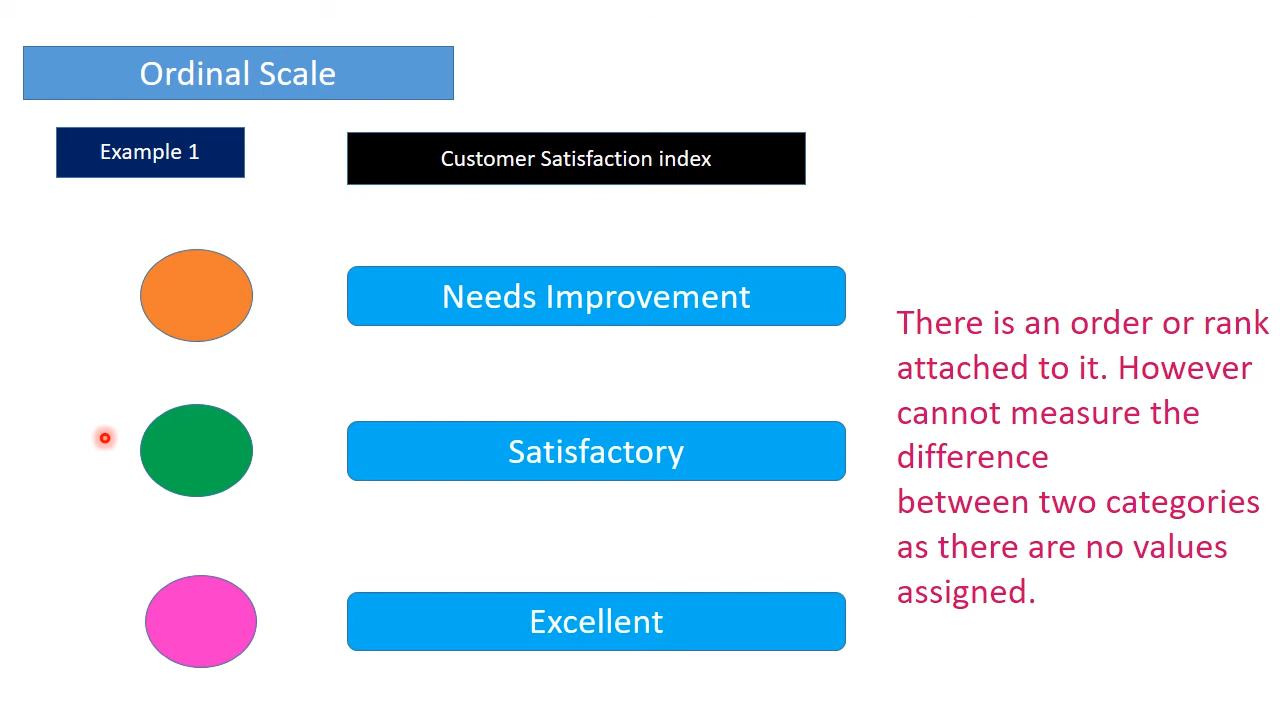 Ordinal Scale
Example 1
Customer Satisfaction index
Needs Improvement
Satisfactory
Excellent
There is an order or rank
attached to it. However
cannot measure the
difference
between two categories
as there are no values
assigned.